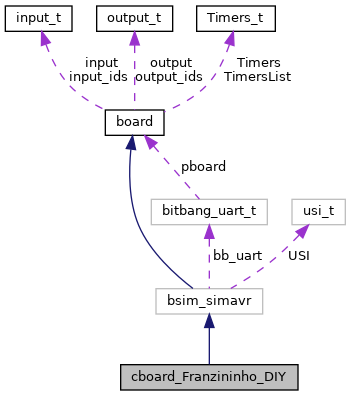 input_t
output_t
Timers_t
input
input_ids
output
output_ids
Timers
TimersList
board
pboard
bitbang_uart_t
usi_t
bb_uart
USI
bsim_simavr
cboard_Franzininho_DIY